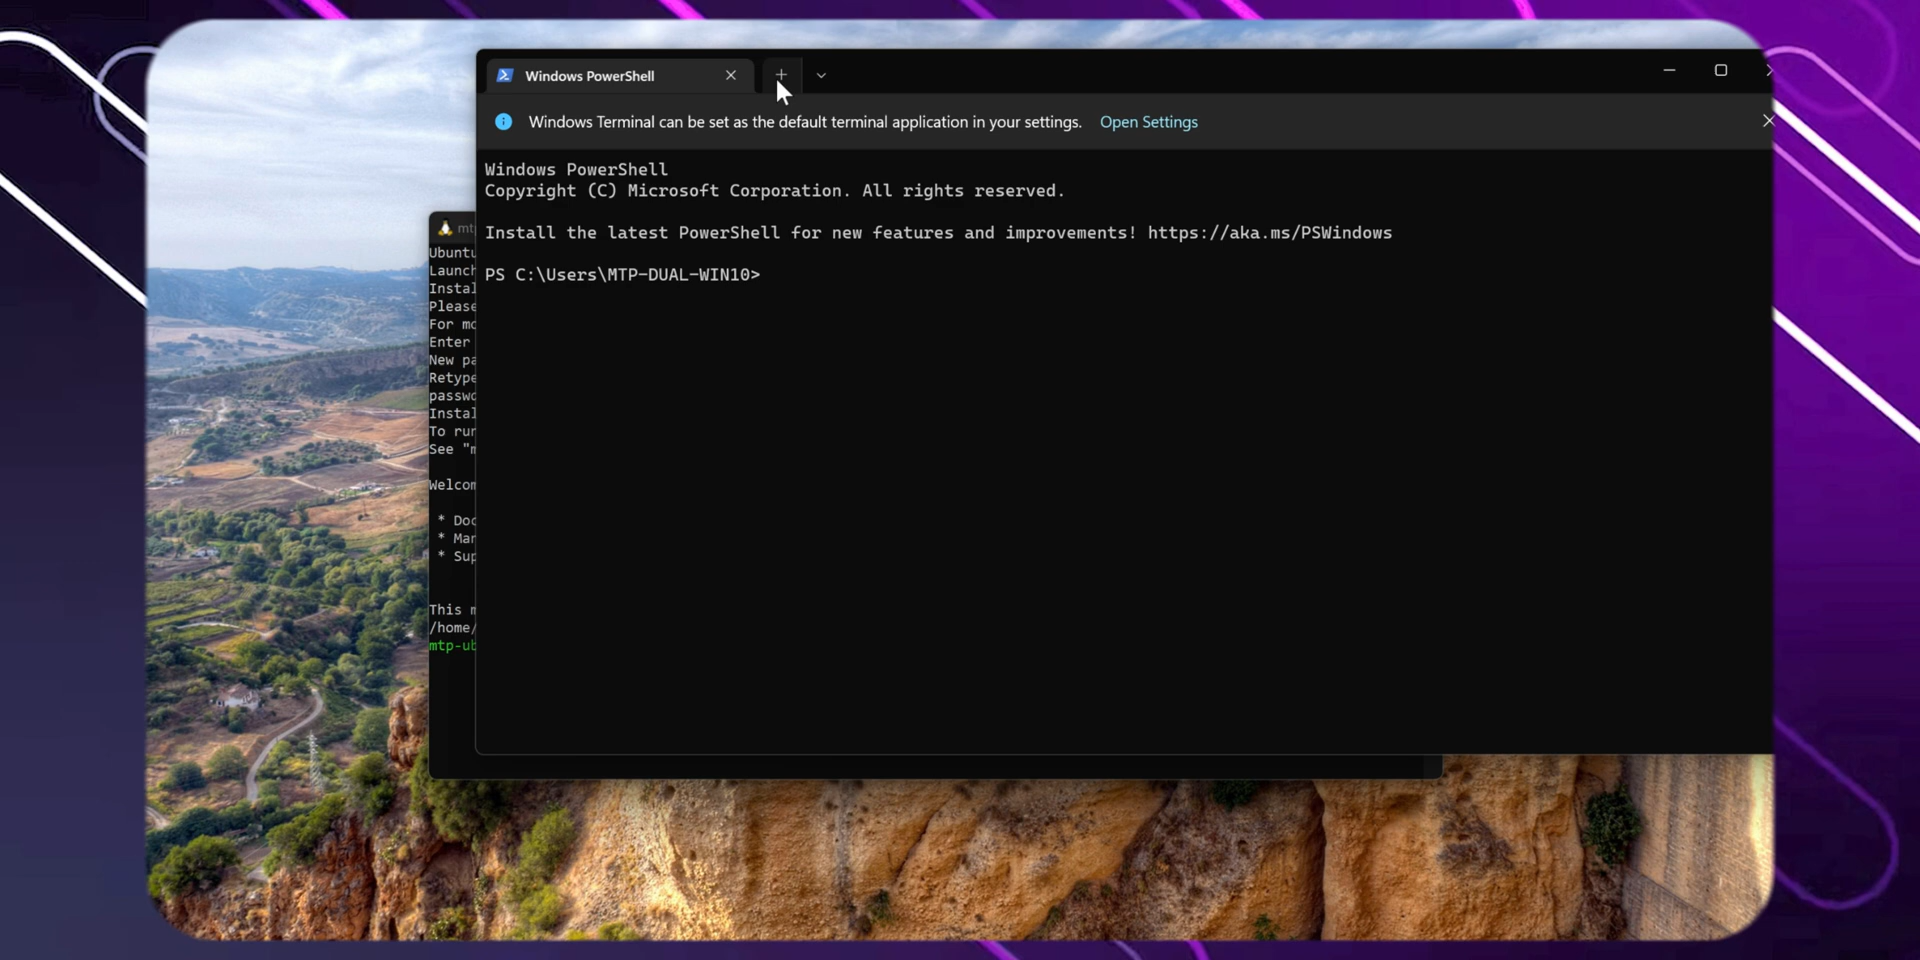 Windows PowerShell
Windows Terminal can be set as the default terminal application in your settings. Open Settings
Windows PowerShell
Copyright (C) Microsoft Corporation. All rights reserved.
Install the latest PowerShell for new features and improvements! https://aka.ms/PSWindows
PS C:\Users\MTP-DUAL-WIN10>
mt
Ubuntu
Launch
Instal
Please
For mo
Enter
New pa
Retype
passwo
Instal
To run
See "m
Welcom
* Doc
* Man
* Sup
This m
/home/
mtp-ub